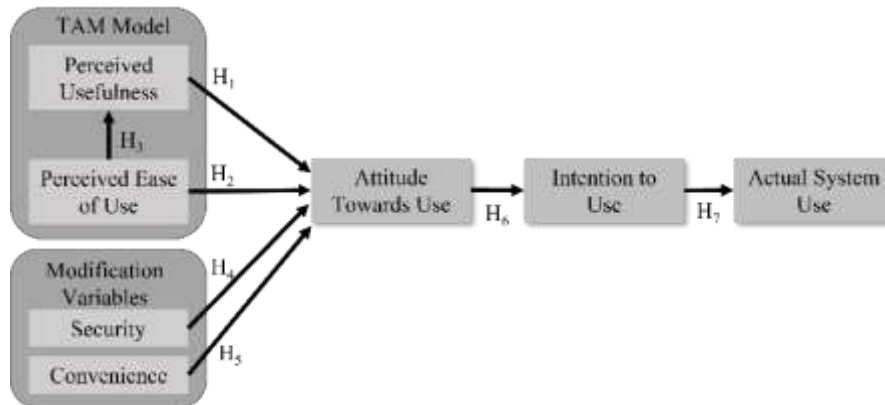 TAM Model
Perceived
Usefulness
H1
H3
Perceived Ease
of Use
H2
Attitude
Towards Use
H6
Intention to
Use
H7
Actual System
Use
Modification
Variables
H4
Security
H5
Convenience